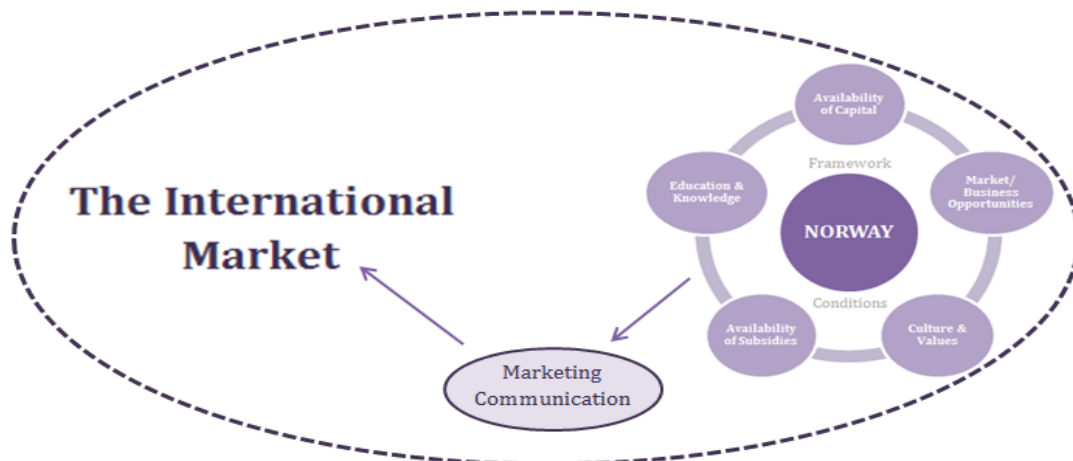 The International
Market
Availability
of Capital
Framework
Education &
Knowledge
Market/
Business
Opportunities
NORWAY
Conditions
Availability
of Subsidies
Culture &
Values
Marketing
Communication